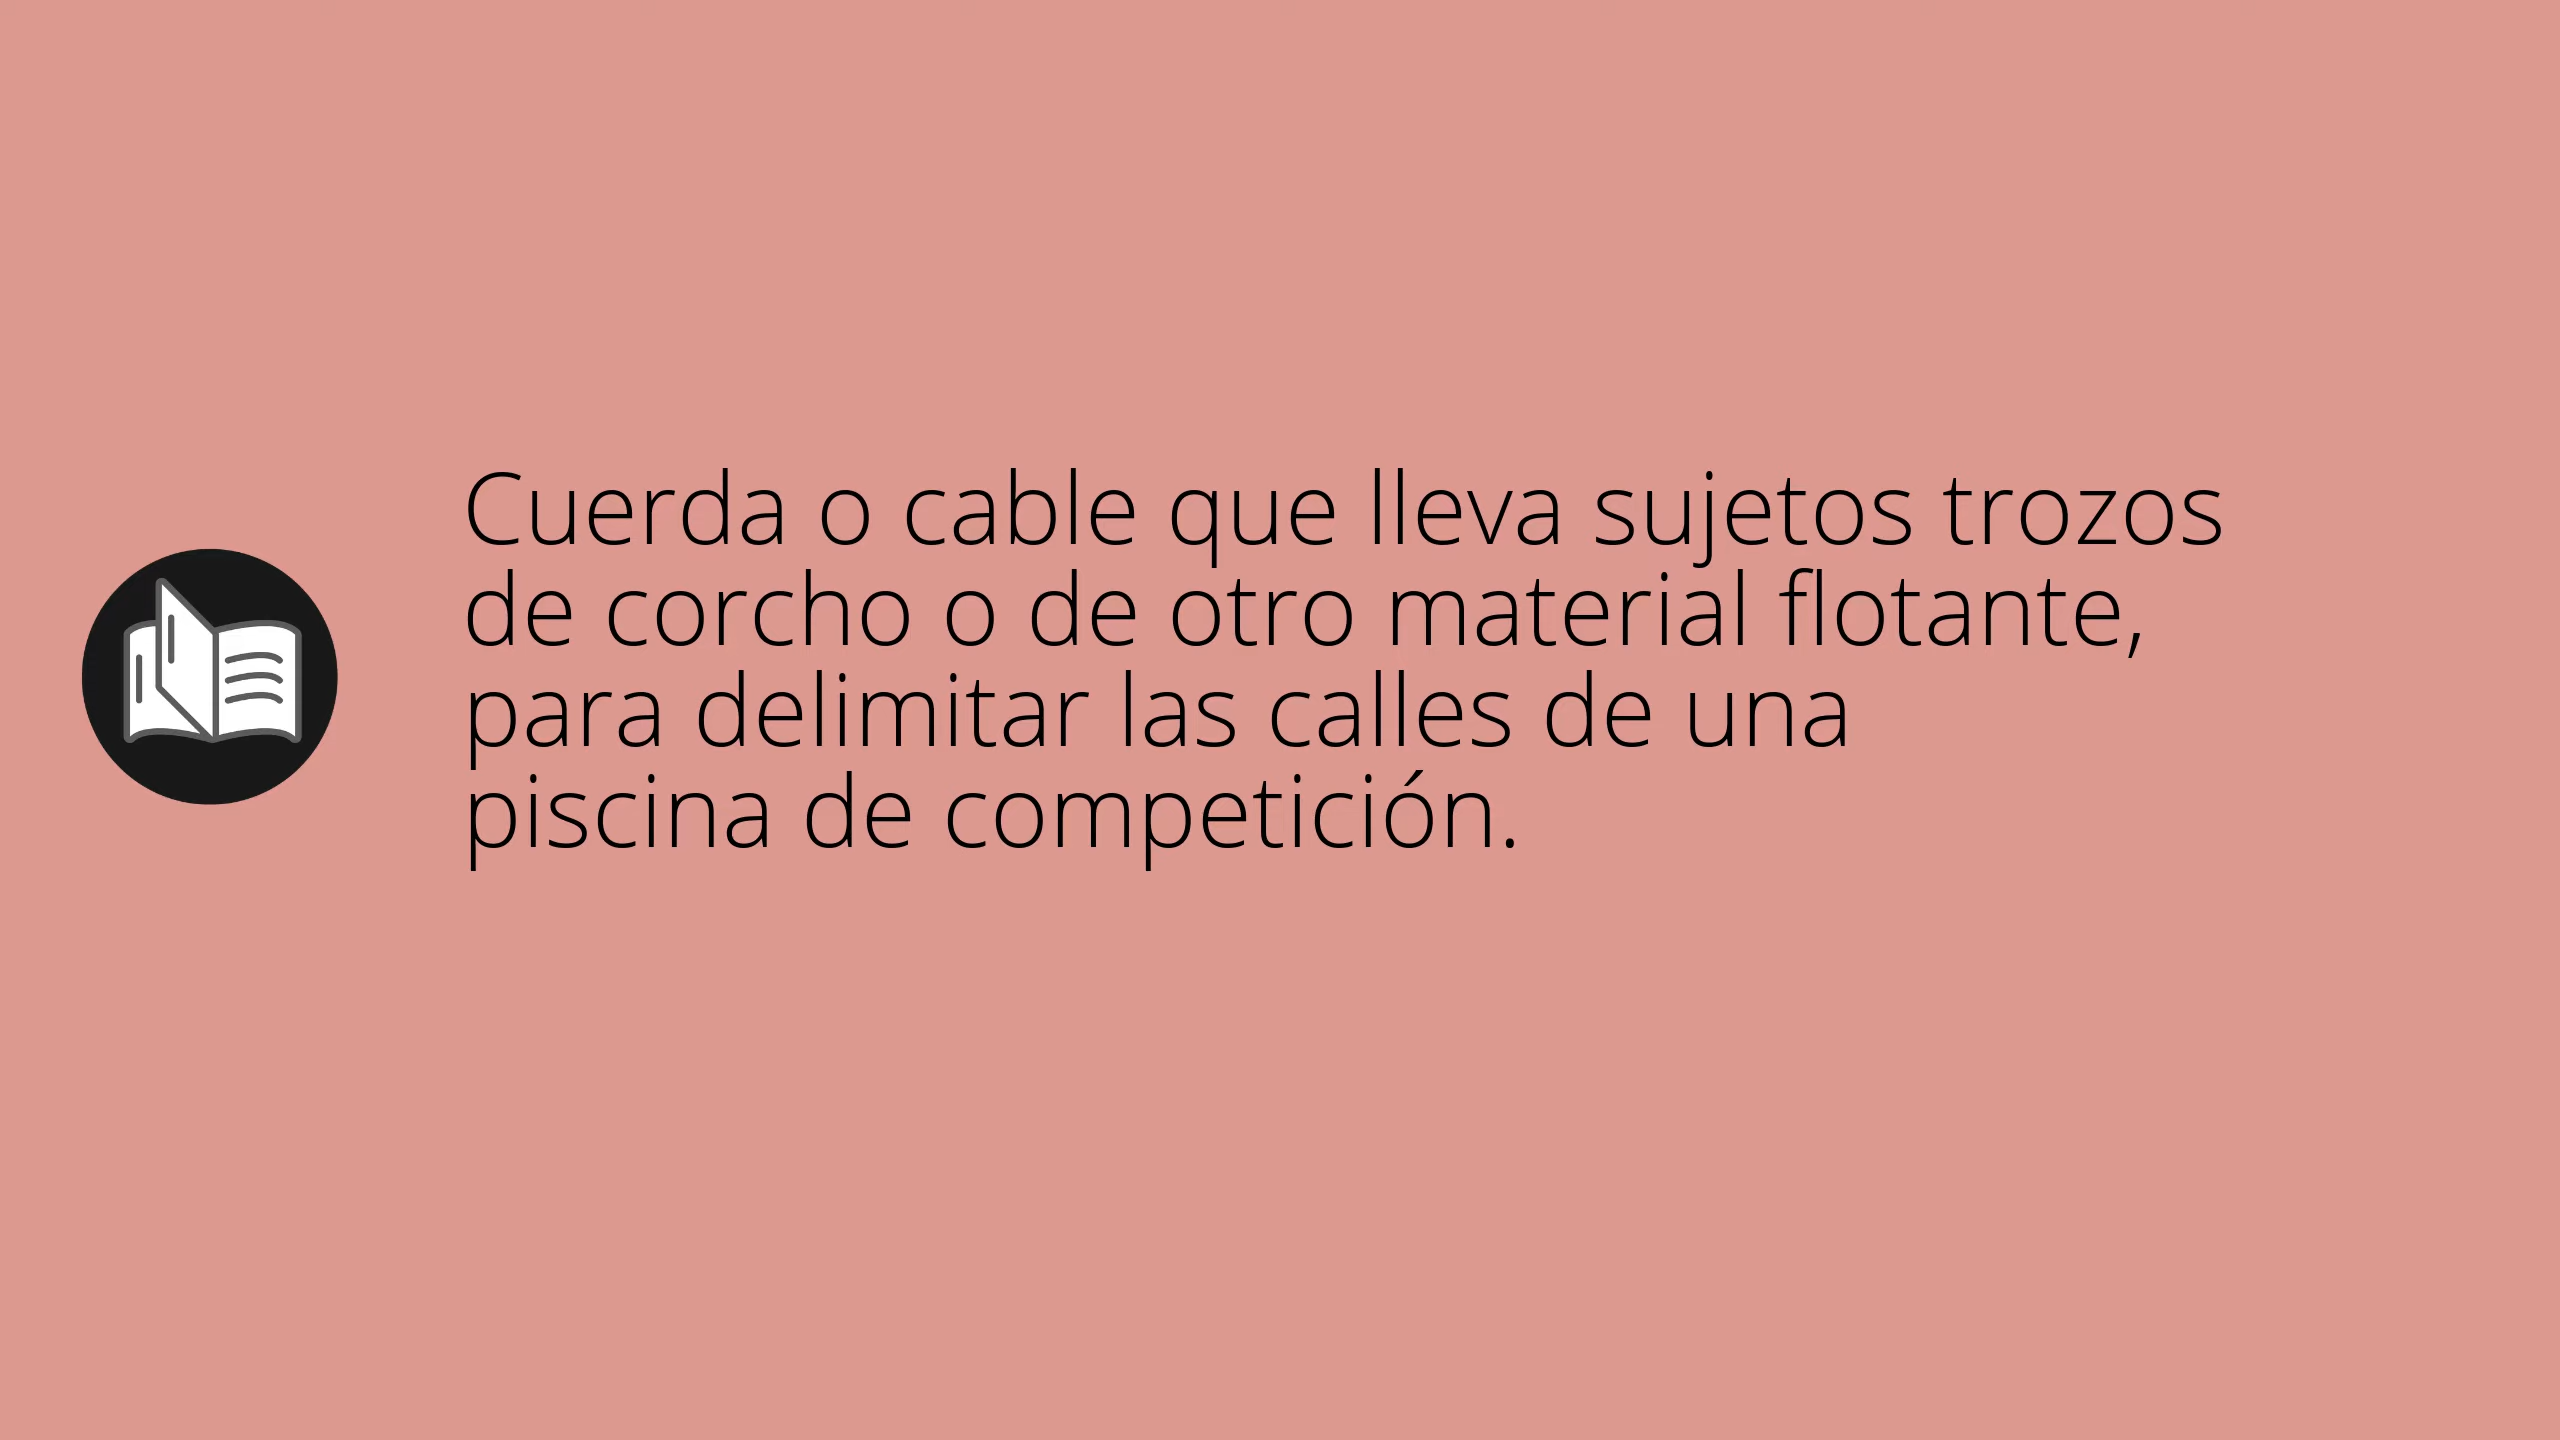 Cuerda o cable que lleva sujetos trozos
de corcho o de otro material flotante,
para delimitar las calles de una
piscina de competición.